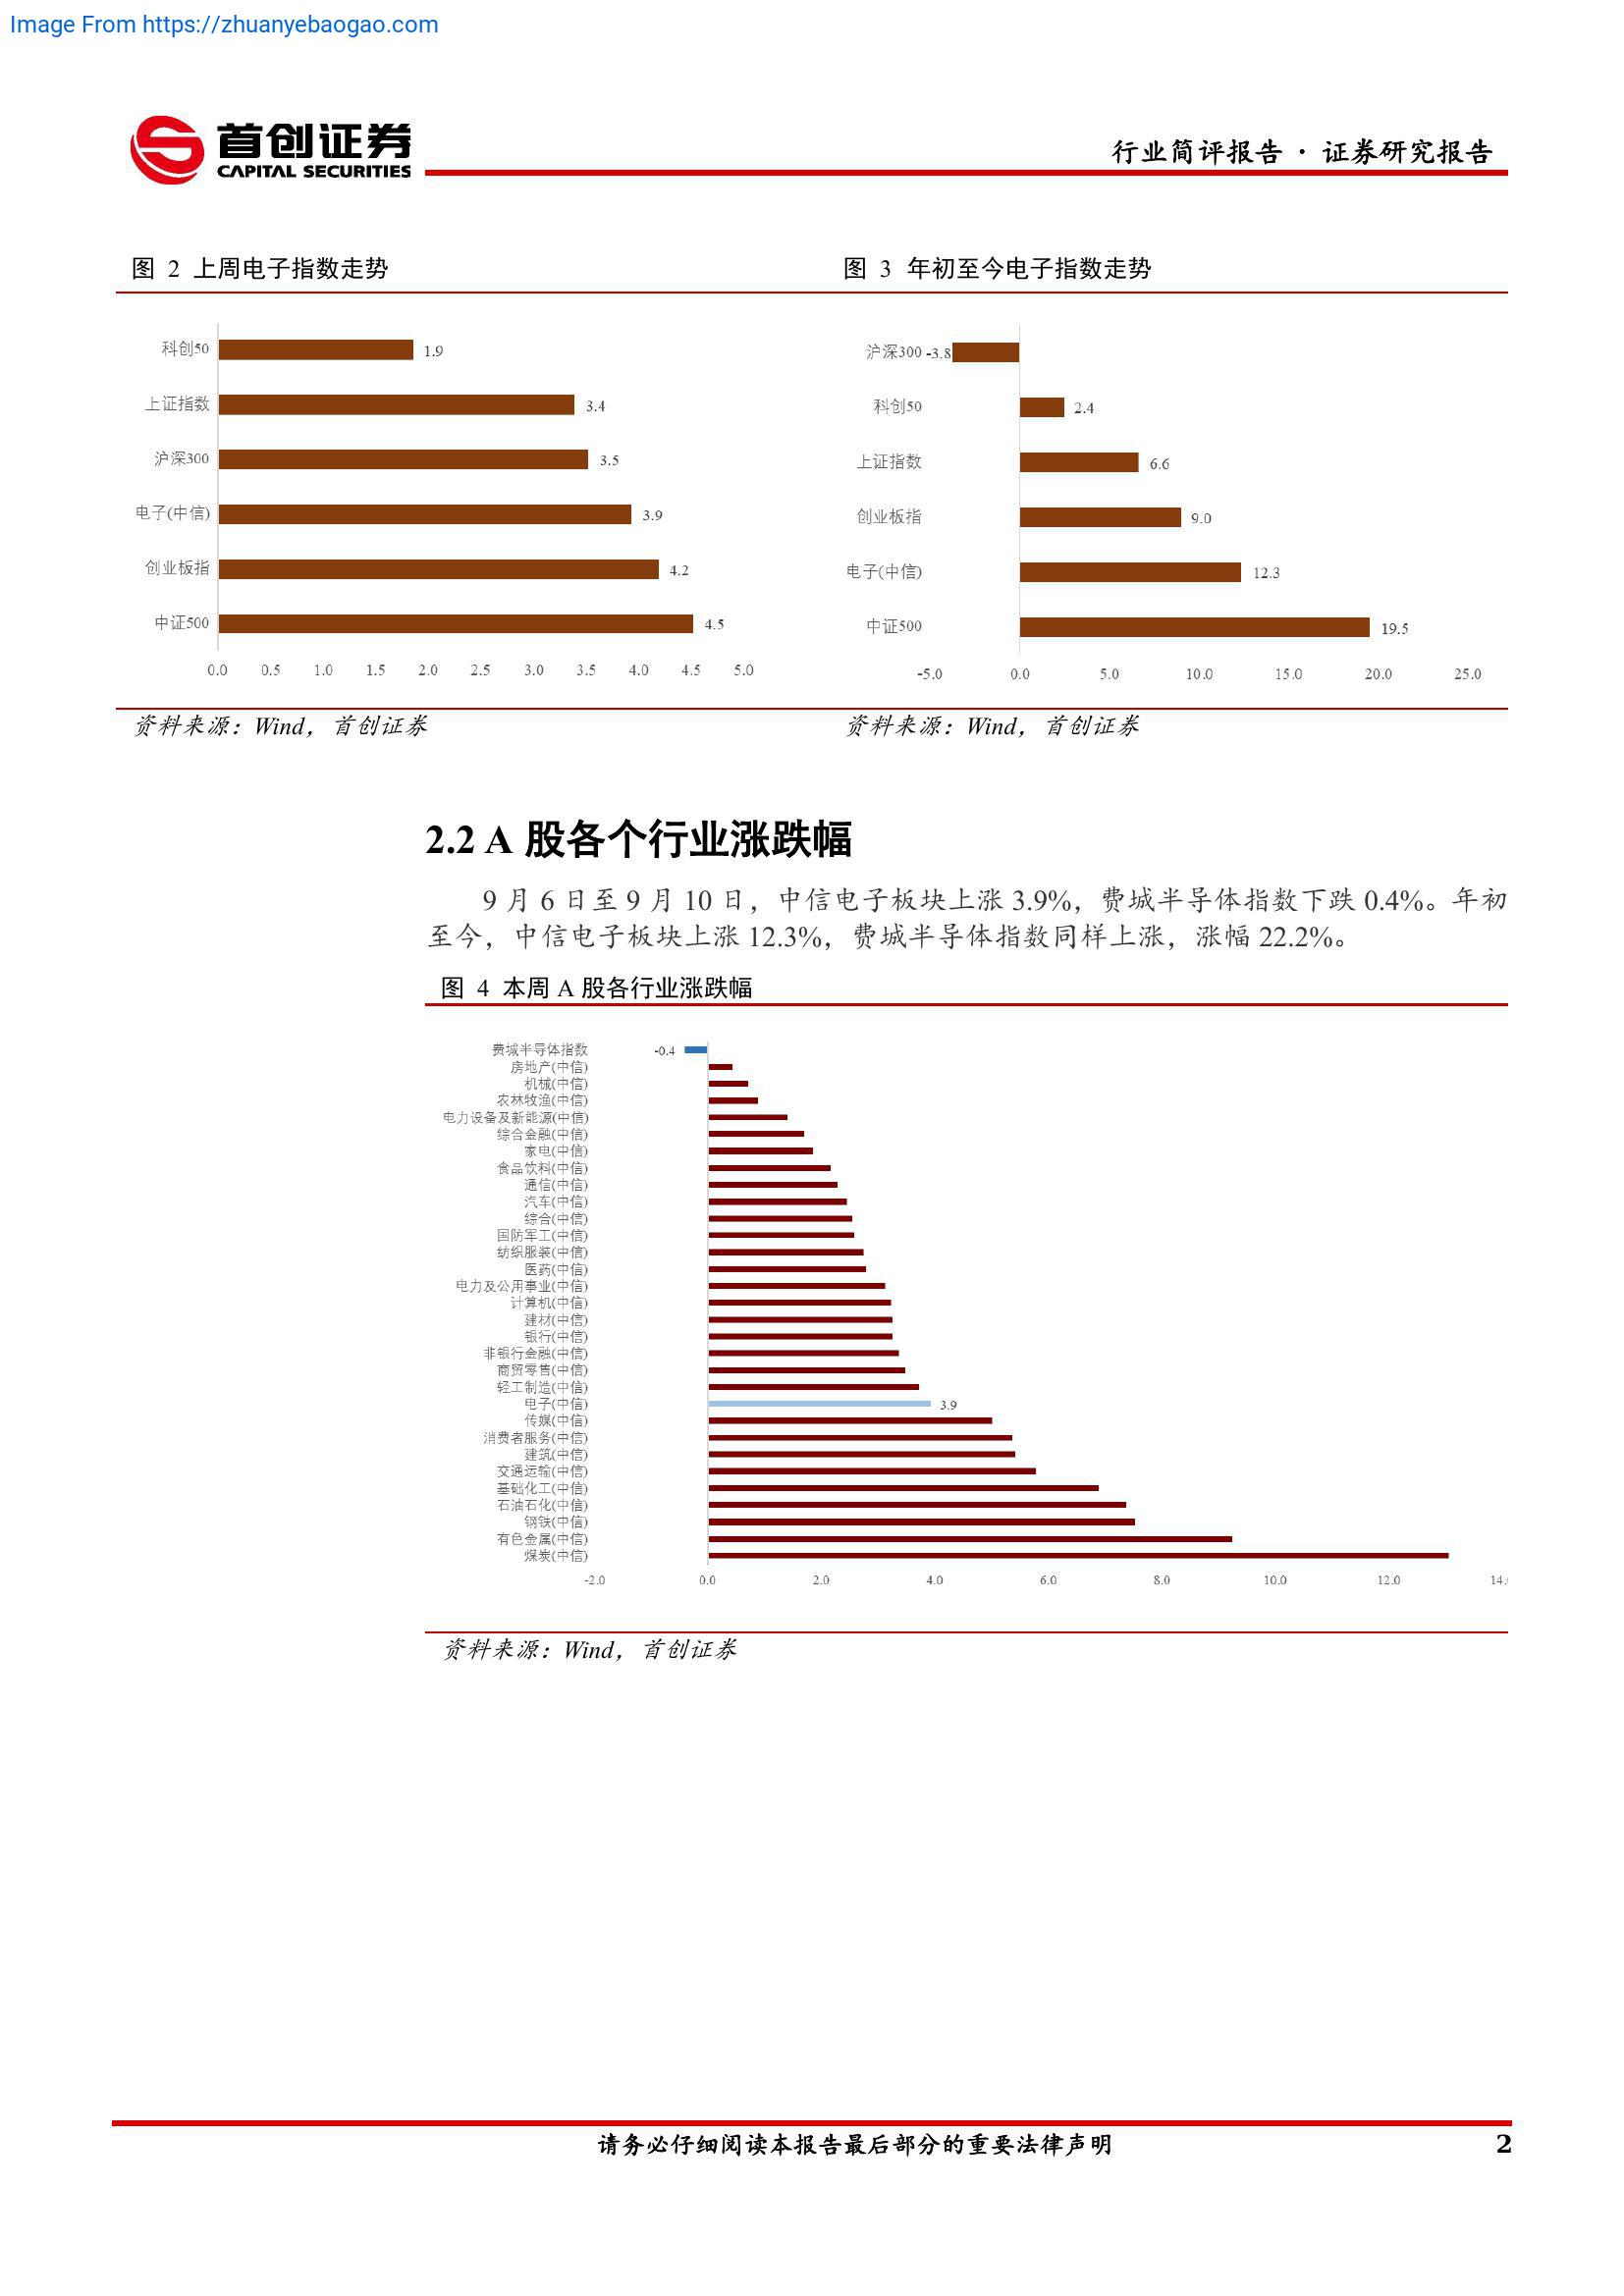 Image From https://zhuanyebaogao.com
首创证券
CAPITAL SECURITIES
行业简评报告 · 证券研究报告
图 2 上周电子指数走势
科创50 1.9
上证指数 3.4
沪深300 3.5
电子(中信) 3.9
创业板指 4.2
中证500 4.5
0.0 0.5 1.0 1.5 2.0 2.5 3.0 3.5 4.0 4.5 5.0
资料来源：Wind，首创证券
图 3 年初至今电子指数走势
沪深300 -3.8
科创50 2.4
上证指数 6.6
创业板指 9.0
电子(中信) 12.3
中证500 19.5
-5.0 0.0 5.0 10.0 15.0 20.0 25.0
资料来源：Wind，首创证券
2.2 A 股各个行业涨跌幅
9 月 6 日至 9 月 10 日，中信电子板块上涨 3.9%，费城半导体指数下跌 0.4%。年初
至今，中信电子板块上涨 12.3%，费城半导体指数同样上涨，涨幅 22.2%。
图 4 本周 A 股各行业涨跌幅
费城半导体指数 -0.4
房地产(中信)
机械(中信)
农林牧渔(中信)
电力设备及新能源(中信)
综合金融(中信)
家电(中信)
食品饮料(中信)
通信(中信)
汽车(中信)
综合(中信)
国防军工(中信)
纺织服装(中信)
医药(中信)
电力及公用事业(中信)
计算机(中信)
建材(中信)
银行(中信)
非银行金融(中信)
商贸零售(中信)
轻工制造(中信)
电子(中信) 3.9
传媒(中信)
消费者服务(中信)
建筑(中信)
交通运输(中信)
基础化工(中信)
石油石化(中信)
钢铁(中信)
有色金属(中信)
煤炭(中信)
-2.0 0.0 2.0 4.0 6.0 8.0 10.0 12.0 14.
资料来源：Wind，首创证券
请务必仔细阅读本报告最后部分的重要法律声明
2